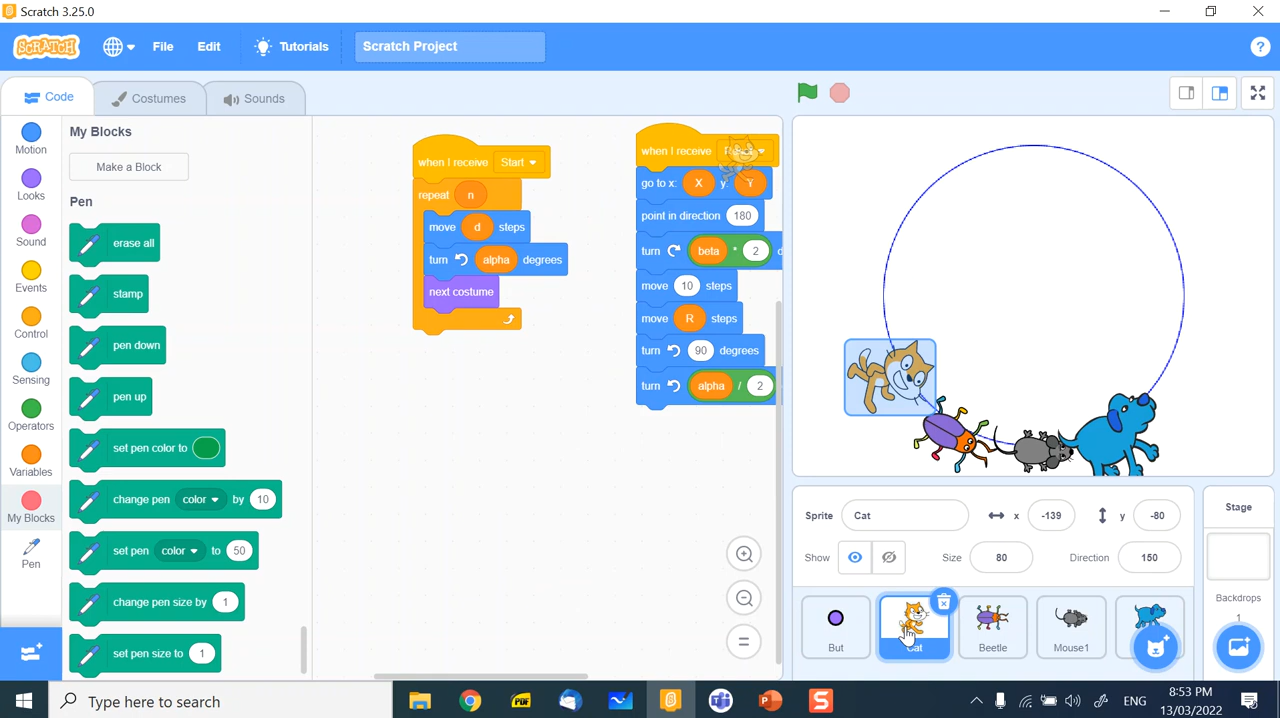 Scratch 3.25.0
SCRATCH
File
Edit
Tutorials
Scratch Project
?
Code
Costumes
Sounds
Motion
Looks
Sound
Events
Control
Sensing
Operators
Variables
My Blocks
Pen
My Blocks
Make a Block
Pen
erase all
stamp
pen down
pen up
set pen color to
change pen color by 10
set pen color to 50
change pen size by 1
set pen size to 1
when I receive Start
repeat n
move d steps
turn alpha degrees
next costume
when I receive
go to x: X y: Y
point in direction 180
turn beta * 2 d
move 10 steps
move R steps
turn 90 degrees
turn alpha / 2
Sprite Cat x -139 y -80
Show Size 80 Direction 150
But
Cat
Beetle
Mouse1
Stage
Backdrops
1
Type here to search
PDF
ENG
8:53 PM
13/03/2022